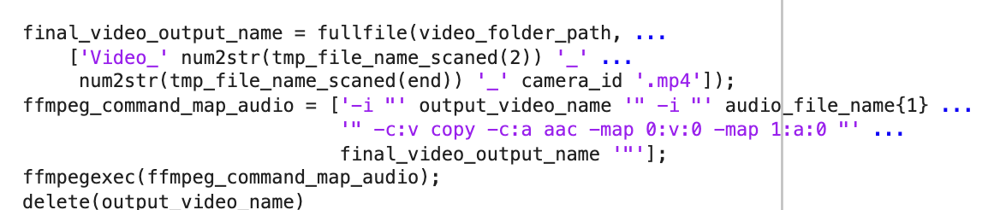 final_video_output_name = fullfile(video_folder_path, ...
['Video_' num2str(tmp_file_name_scaned(2)) '_' ...
num2str(tmp_file_name_scaned(end)) '_' camera_id '.mp4']);
ffmpeg_command_map_audio = ['-i "' output_video_name '" -i "' audio_file_name{1} ...
'" -c:v copy -c:a aac -map 0:v:0 -map 1:a:0 "' ...
final_video_output_name '"'];
ffmpegexec(ffmpeg_command_map_audio);
delete(output_video_name)